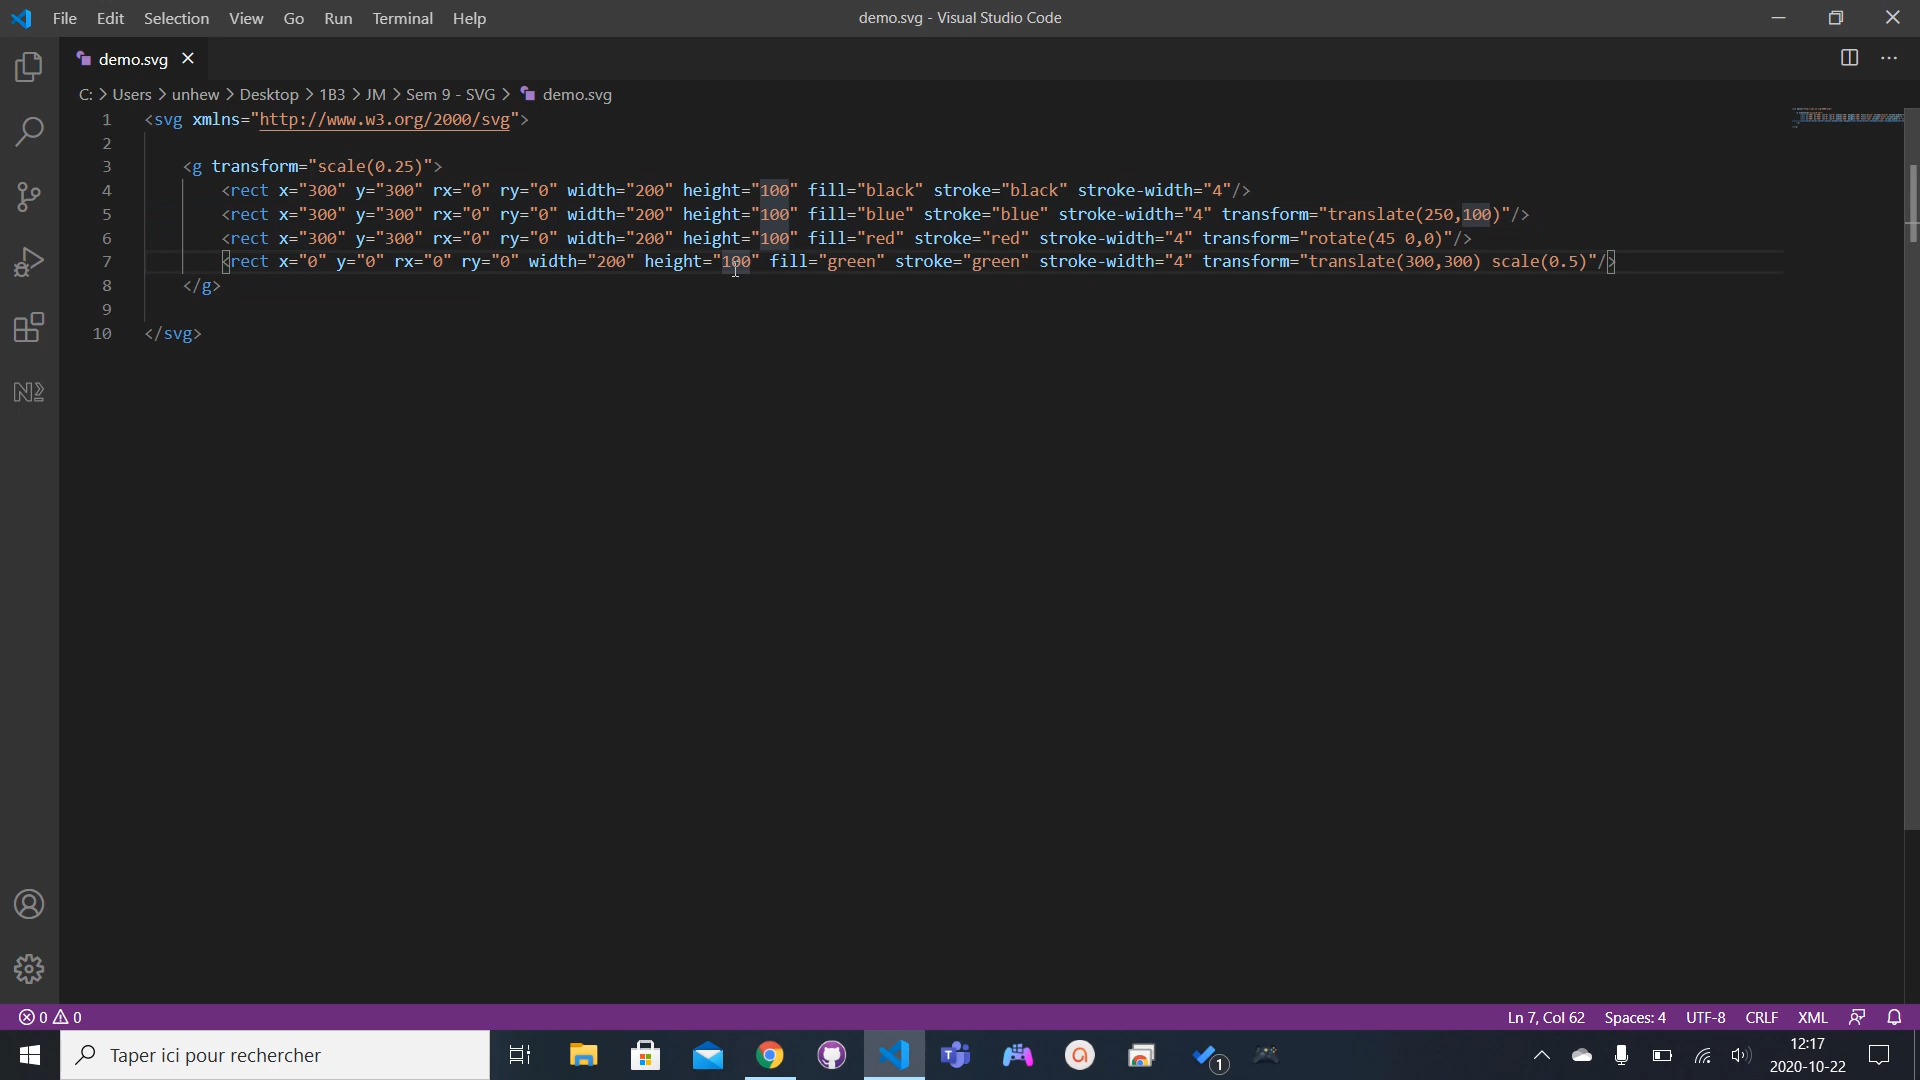 File Edit Selection View Go Run Terminal Help demo.svg - Visual Studio Code
demo.svg
C: > Users > unhew > Desktop > 1B3 > JM > Sem 9 - SVG > demo.svg
1 <svg xmlns="http://www.w3.org/2000/svg">
2
3 <g transform="scale(0.25)">
4 <rect x="300" y="300" rx="0" ry="0" width="200" height="100" fill="black" stroke="black" stroke-width="4"/>
5 <rect x="300" y="300" rx="0" ry="0" width="200" height="100" fill="blue" stroke="blue" stroke-width="4" transform="translate(250,100)"/>
6 <rect x="300" y="300" rx="0" ry="0" width="200" height="100" fill="red" stroke="red" stroke-width="4" transform="rotate(45 0,0)"/>
7 <rect x="0" y="0" rx="0" ry="0" width="200" height="100" fill="green" stroke="green" stroke-width="4" transform="translate(300,300) scale(0.5)"/>
8 </g>
9
10 </svg>
0 0 Ln 7, Col 62 Spaces: 4 UTF-8 CRLF XML
Taper ici pour rechercher
1
12:17
2020-10-22